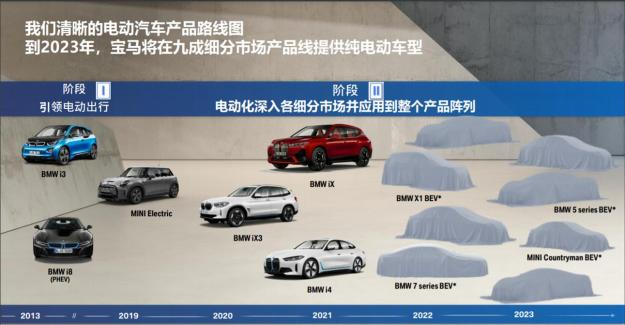 我们清晰的电动汽车产品路线图
到2023年，宝马将在九成细分市场产品线提供纯电动车型
阶段 I
引领电动出行
阶段 II
电动化深入各细分市场并应用到整个产品阵列
BMW i3
MINI Electric
BMW i8
(PHEV)
BMW iX
BMW iX3
BMW i4
BMW X1 BEV*
BMW 7 series BEV*
BMW 5 series BEV*
MINI Countryman BEV*
2013 // 2019 2020 2021 2022 2023